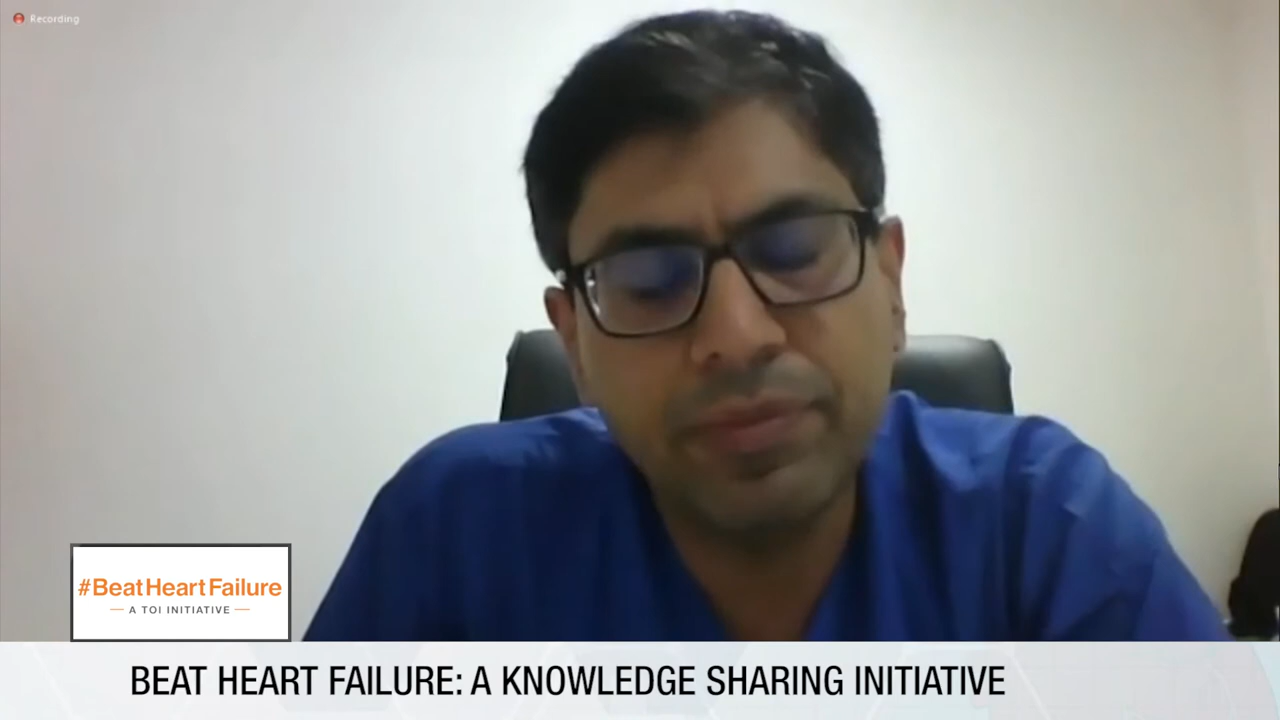 Recording
#BeatHeartFailure
A TOI INITIATIVE
BEAT HEART FAILURE: A KNOWLEDGE SHARING INITIATIVE